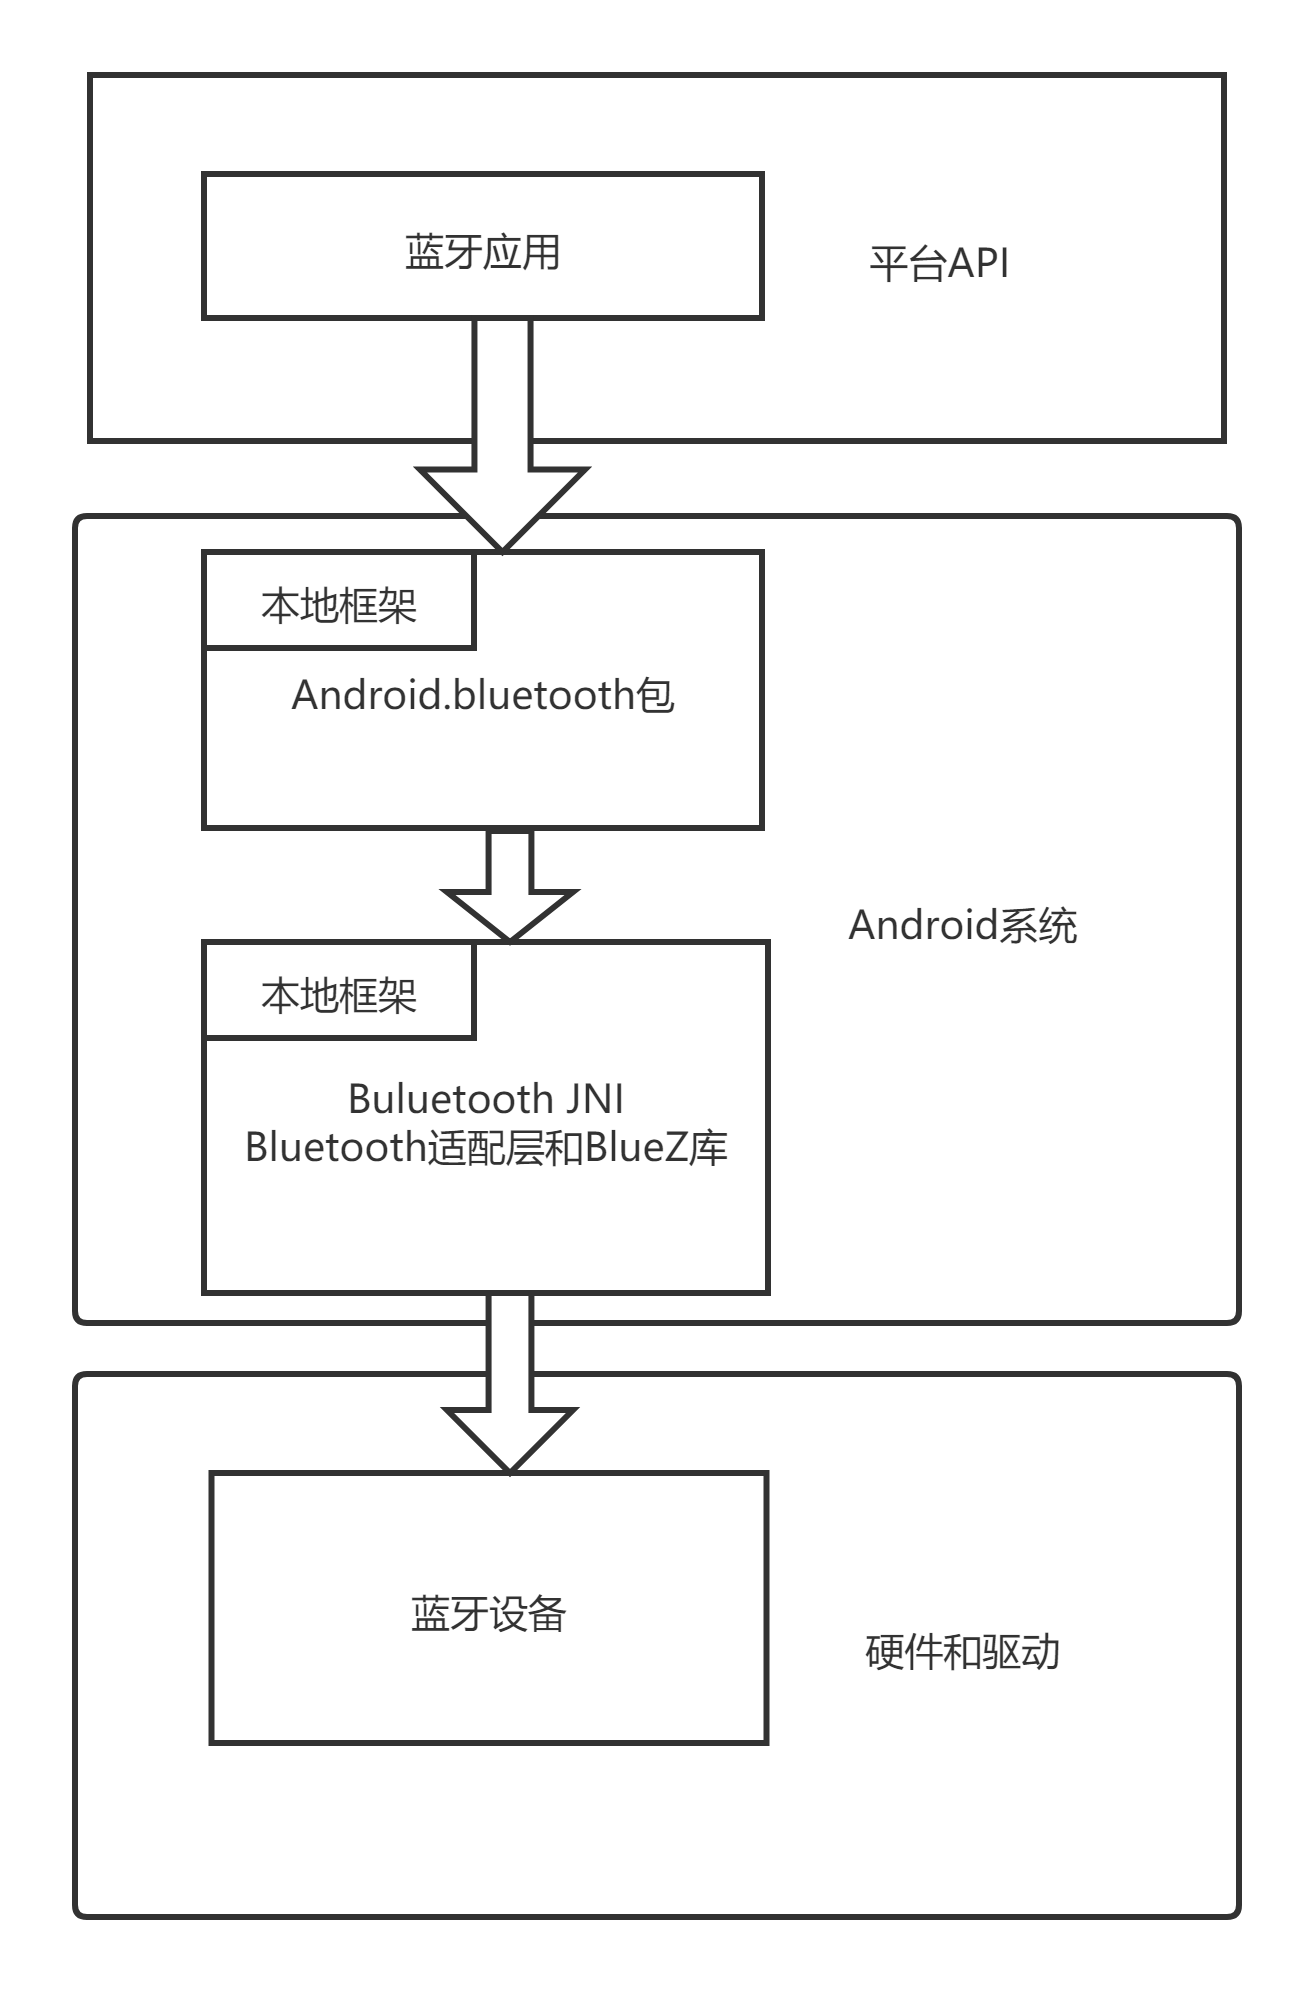 蓝牙应用
平台API
本地框架
Android.bluetooth包
Android系统
本地框架
Buluetooth JNI
Bluetooth适配层和BlueZ库
蓝牙设备
硬件和驱动